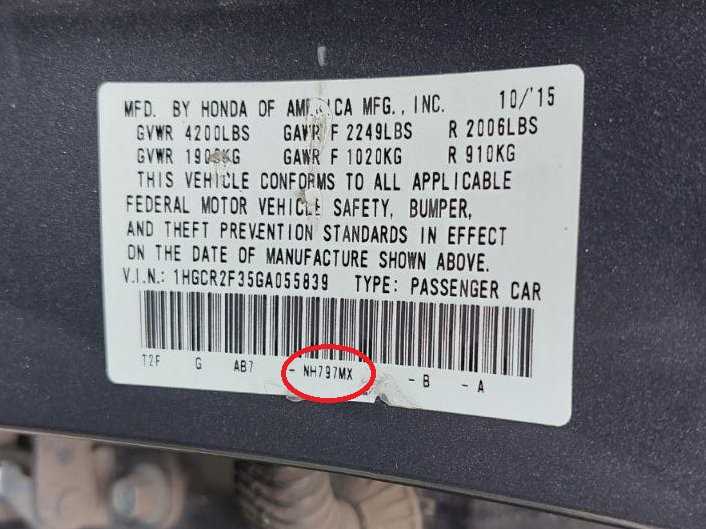 MFD. BY HONDA OF AMERICA MFG., INC. 10/'15
GVWR 4200LBS GAWR F 2249LBS R 2006LBS
GVWR 1900KG GAWR F 1020KG R 910KG
THIS VEHICLE CONFORMS TO ALL APPLICABLE
FEDERAL MOTOR VEHICLE SAFETY, BUMPER,
AND THEFT PREVENTION STANDARDS IN EFFECT
ON THE DATE OF MANUFACTURE SHOWN ABOVE.
V.I.N.: 1HGCR2F35GA055839 TYPE: PASSENGER CAR
T2F G AB7 - NH797MX - B - A